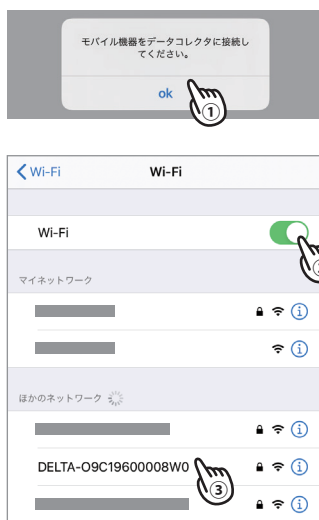 モバイル機器をデータコレクタに接続し
てください。
ok
①
Wi-Fi
Wi-Fi
Wi-Fi
マイネットワーク
ほかのネットワーク
DELTA-O9C19600008W0
③